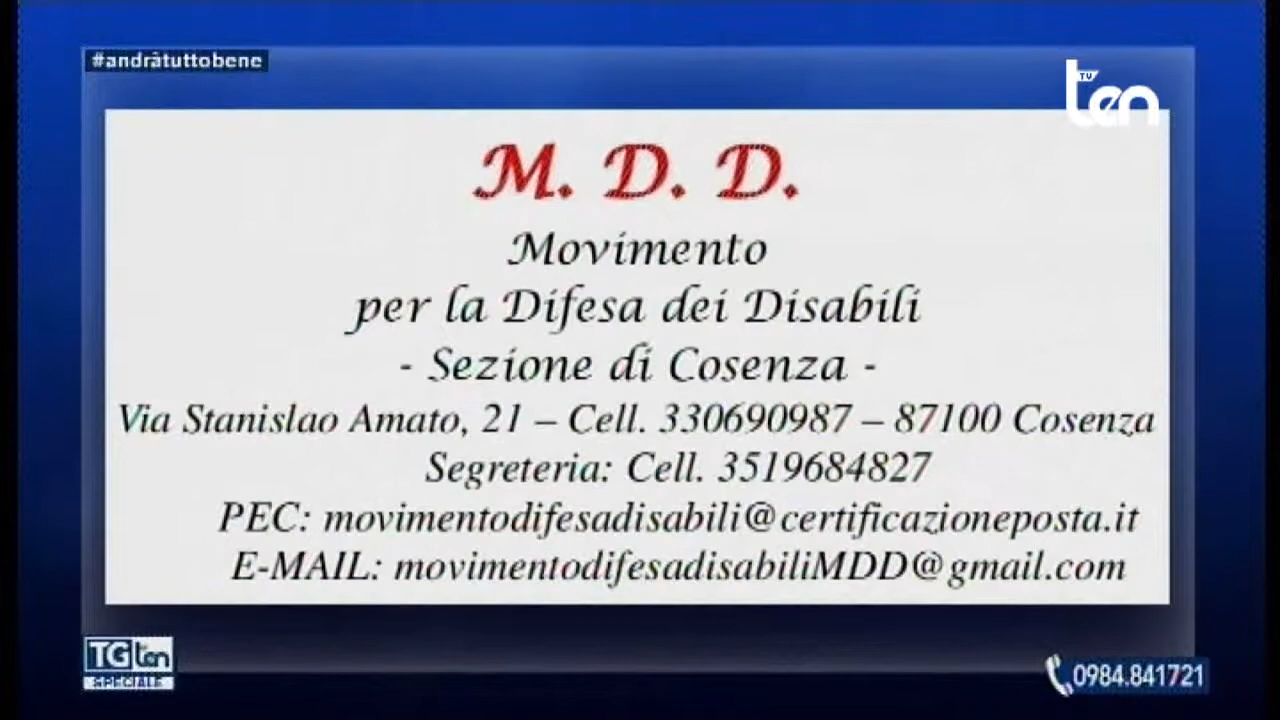 #andràtuttobene
TV
ten
M. D. D.
Movimento
per la Difesa dei Disabili
- Sezione di Cosenza -
Via Stanislao Amato, 21 – Cell. 330690987 – 87100 Cosenza
Segreteria: Cell. 3519684827
PEC: movimentodifesadisabili@certificazioneposta.it
E-MAIL: movimentodifesadisabiliMDD@gmail.com
TG ten
SPECIALE
0984.841721